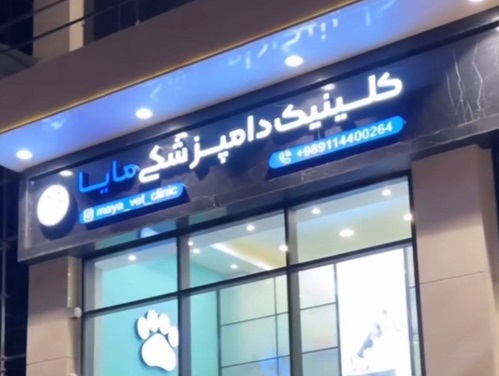 کلینیک دامپزشکی مایا
+989114400264
maya_vet_clinic